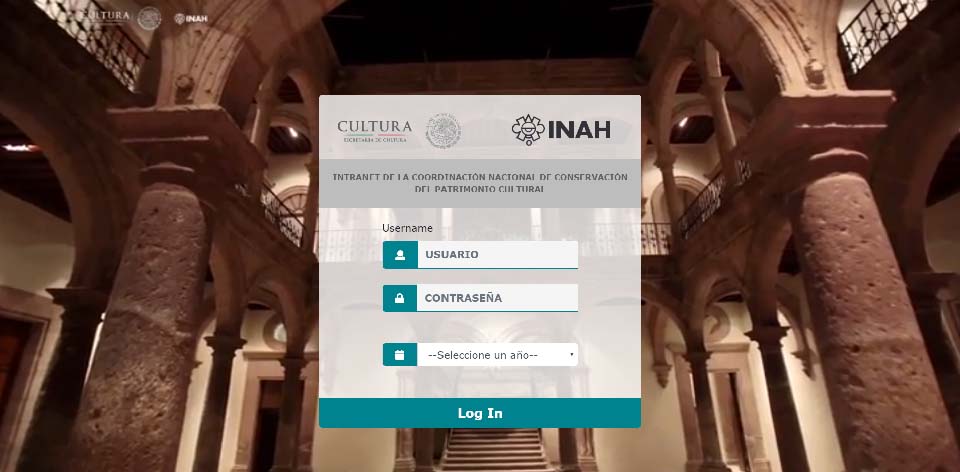 CULTURA
INAH
CULTURA
SECRETARÍA DE CULTURA
INAH
INTRANET DE LA COORDINACIÓN NACIONAL DE CONSERVACIÓN
DEL PATRIMONIO CULTURAL
Username
USUARIO
CONTRASEÑA
--Seleccione un año--
Log In